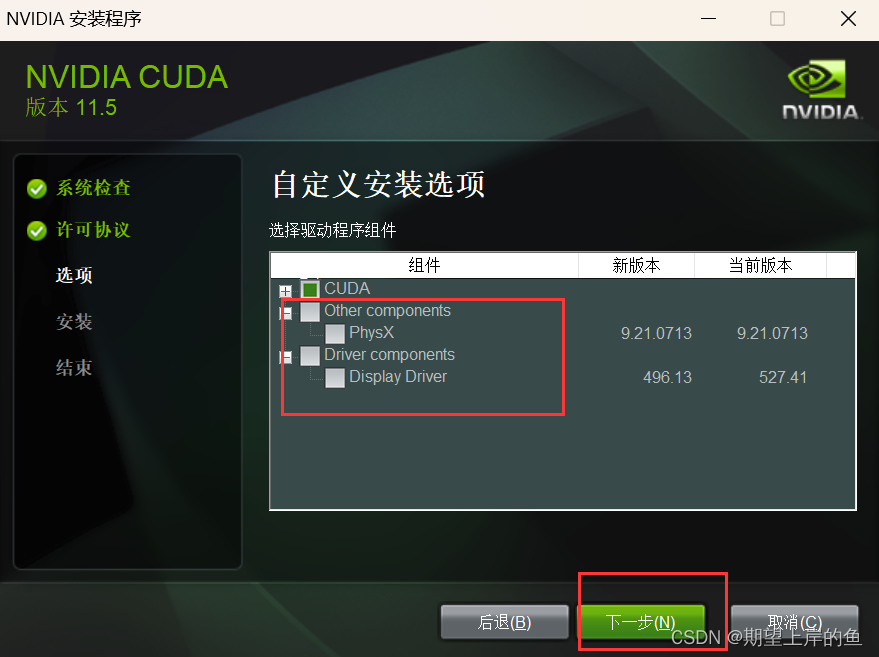 NVIDIA 安装程序
NVIDIA CUDA
版本 11.5
NVIDIA.
系统检查
许可协议
选项
安装
结束
自定义安装选项
选择驱动程序组件
组件 新版本 当前版本
CUDA
Other components
PhysX 9.21.0713 9.21.0713
Driver components
Display Driver 496.13 527.41
后退(B) 下一步(N) 取消(C)
CSDN @期望上岸的鱼